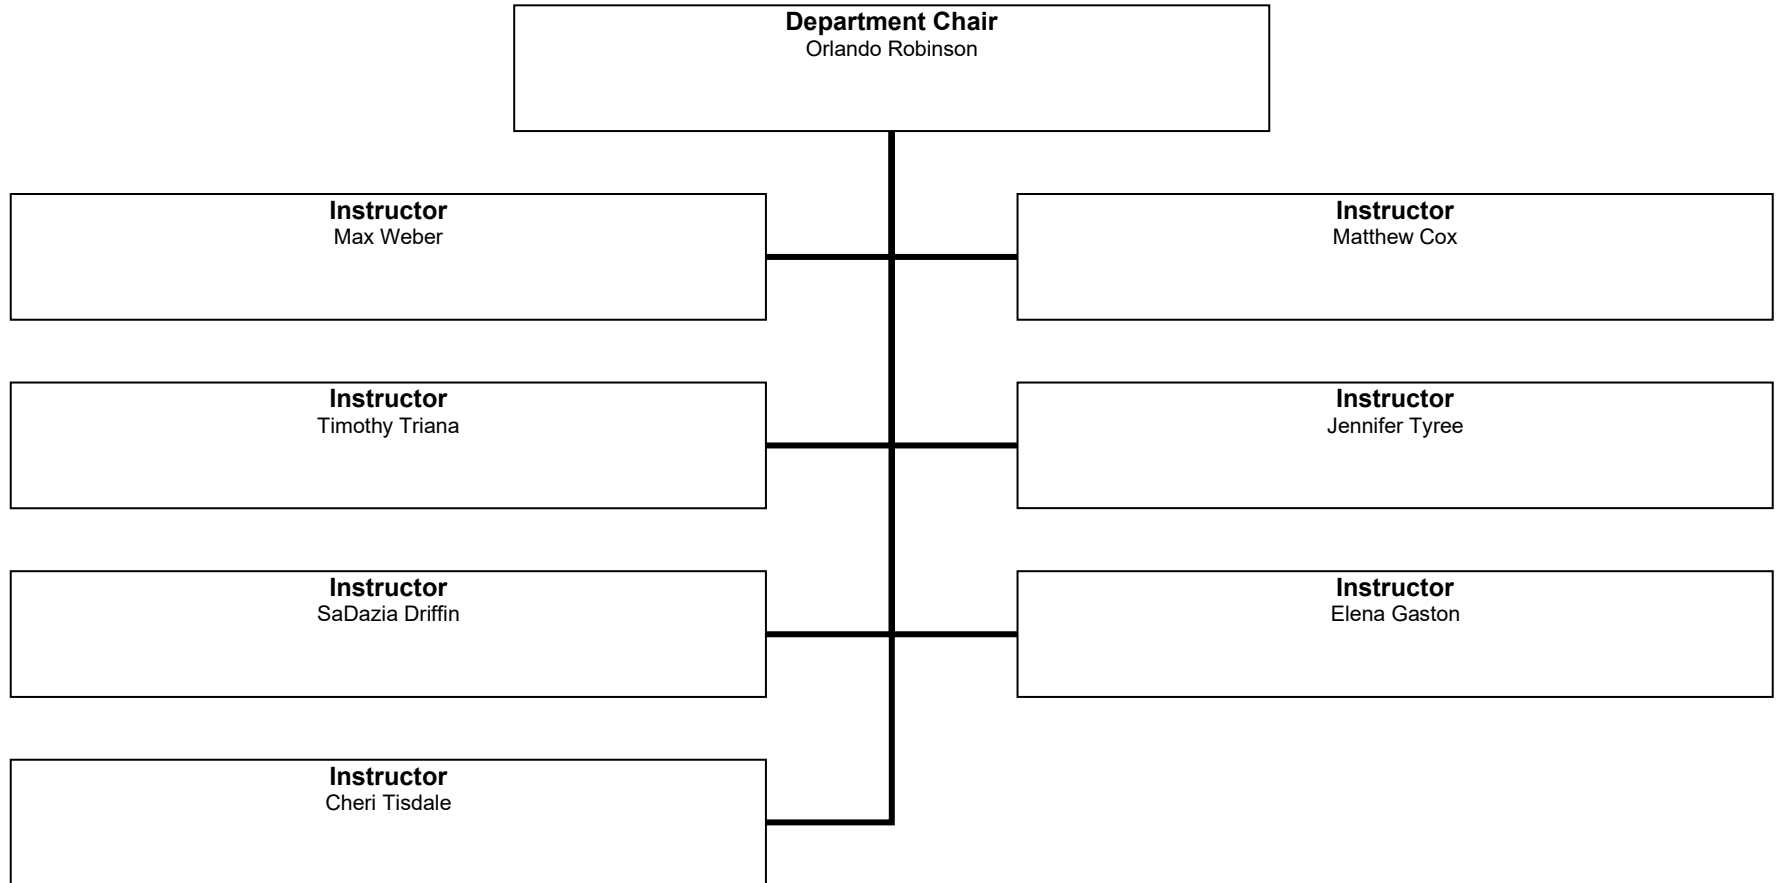 Department Chair
Orlando Robinson
Instructor
Max Weber
Instructor
Matthew Cox
Instructor
Timothy Triana
Instructor
Jennifer Tyree
Instructor
SaDazia Driffin
Instructor
Elena Gaston
Instructor
Cheri Tisdale